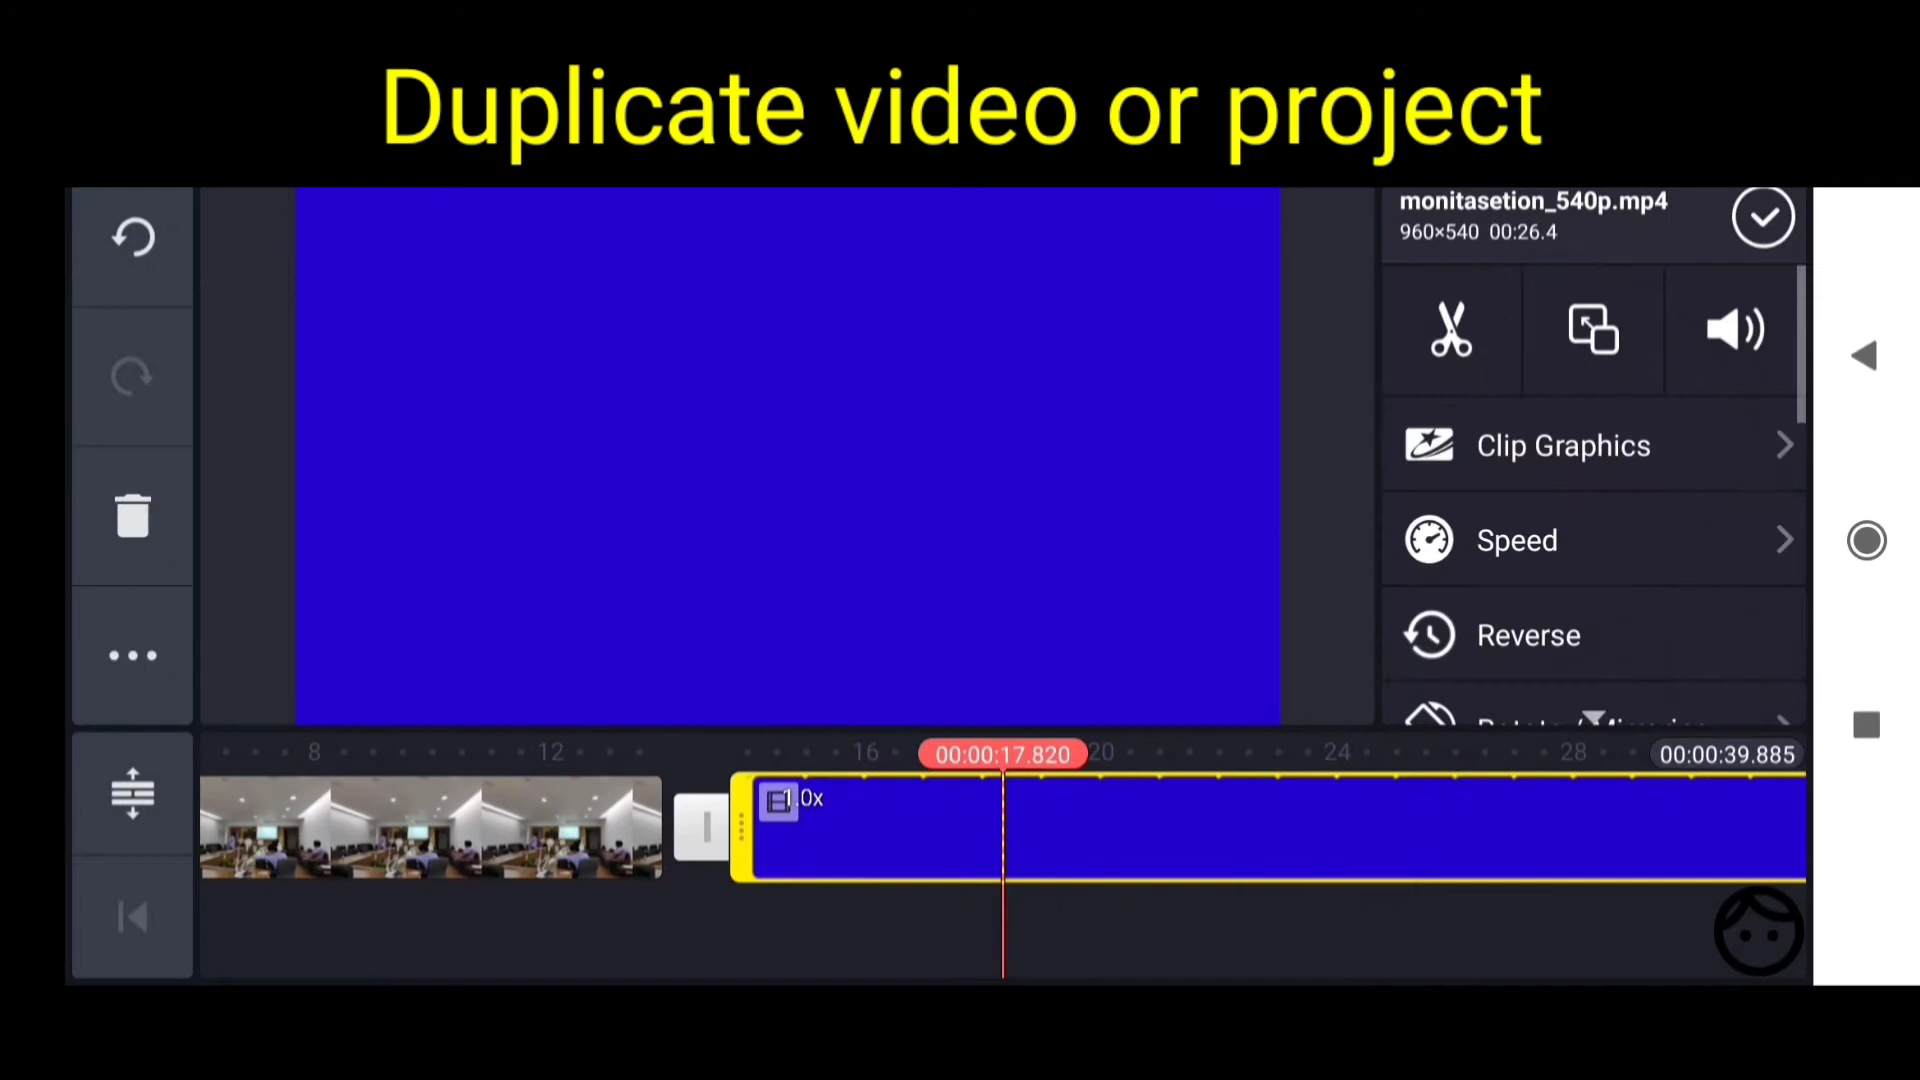 Duplicate video or project
monitasetion_540p.mp4
960×540 00:26.4
Clip Graphics
Speed
Reverse
8
12
16
00:00:17.820
20
24
28
00:00:39.885
1.0x